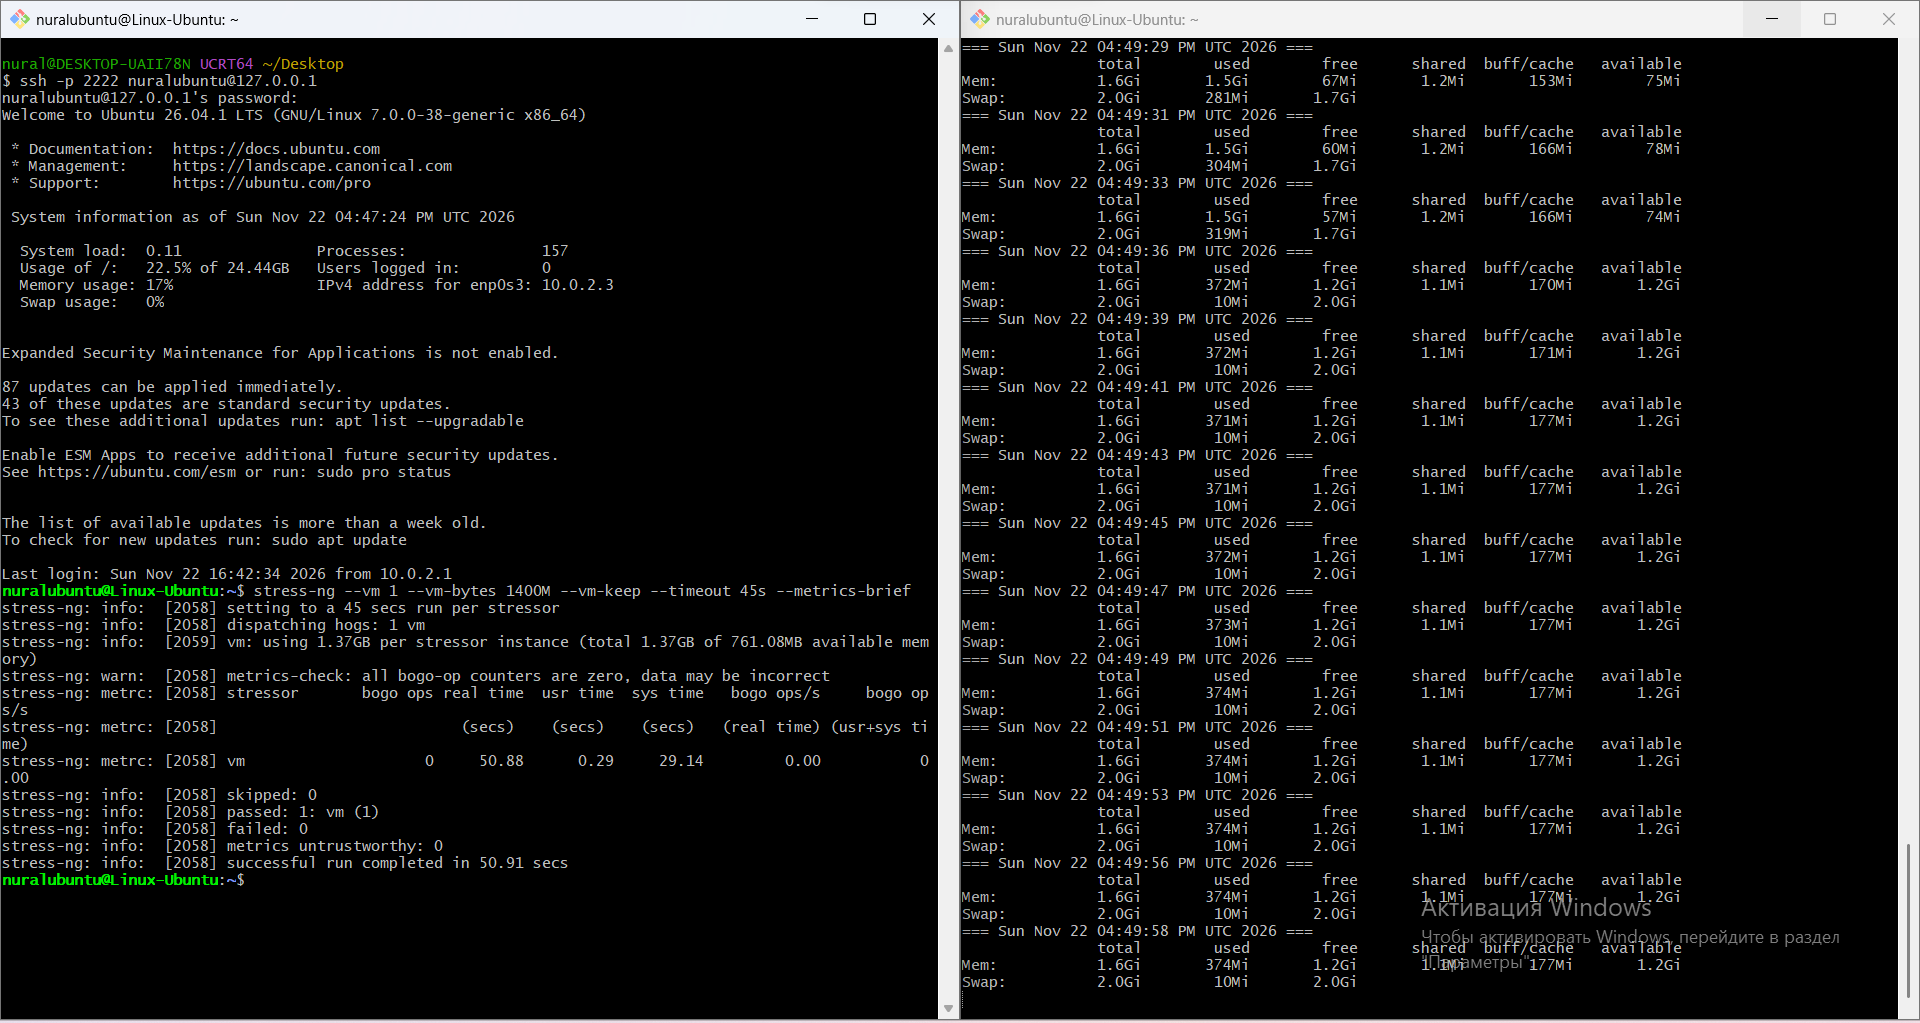 nuralubuntu@Linux-Ubuntu: ~
nural@DESKTOP-UAII78N UCRT64 ~/Desktop
$ ssh -p 2222 nuralubuntu@127.0.0.1
nuralubuntu@127.0.0.1's password:
Welcome to Ubuntu 26.04.1 LTS (GNU/Linux 7.0.0-38-generic x86_64)
* Documentation:  https://docs.ubuntu.com
* Management:     https://landscape.canonical.com
* Support:        https://ubuntu.com/pro
System information as of Sun Nov 22 04:47:24 PM UTC 2026
System load:  0.11               Processes:             157
Usage of /:   22.5% of 24.44GB   Users logged in:       0
Memory usage: 17%                IPv4 address for enp0s3: 10.0.2.3
Swap usage:   0%
Expanded Security Maintenance for Applications is not enabled.
87 updates can be applied immediately.
43 of these updates are standard security updates.
To see these additional updates run: apt list --upgradable
Enable ESM Apps to receive additional future security updates.
See https://ubuntu.com/esm or run: sudo pro status
The list of available updates is more than a week old.
To check for new updates run: sudo apt update
Last login: Sun Nov 22 16:42:34 2026 from 10.0.2.1
nuralubuntu@Linux-Ubuntu:~$ stress-ng --vm 1 --vm-bytes 1400M --vm-keep --timeout 45s --metrics-brief
stress-ng: info:  [2058] setting to a 45 secs run per stressor
stress-ng: info:  [2058] dispatching hogs: 1 vm
stress-ng: info:  [2059] vm: using 1.37GB per stressor instance (total 1.37GB of 761.08MB available mem
ory)
stress-ng: warn:  [2058] metrics-check: all bogo-op counters are zero, data may be incorrect
stress-ng: metrc: [2058] stressor       bogo ops real time  usr time  sys time   bogo ops/s     bogo op
s/s
stress-ng: metrc: [2058]                           (secs)    (secs)    (secs)   (real time) (usr+sys ti
me)
stress-ng: metrc: [2058] vm                    0     50.88      0.29     29.14         0.00           0
.00
stress-ng: info:  [2058] skipped: 0
stress-ng: info:  [2058] passed: 1: vm (1)
stress-ng: info:  [2058] failed: 0
stress-ng: info:  [2058] metrics untrustworthy: 0
stress-ng: info:  [2058] successful run completed in 50.91 secs
nuralubuntu@Linux-Ubuntu:~$
nuralubuntu@Linux-Ubuntu: ~
=== Sun Nov 22 04:49:29 PM UTC 2026 ===
total        used        free      shared  buff/cache   available
Mem:           1.6Gi       1.5Gi        67Mi       1.2Mi       153Mi        75Mi
Swap:          2.0Gi       281Mi       1.7Gi
=== Sun Nov 22 04:49:31 PM UTC 2026 ===
total        used        free      shared  buff/cache   available
Mem:           1.6Gi       1.5Gi        60Mi       1.2Mi       166Mi        78Mi
Swap:          2.0Gi       304Mi       1.7Gi
=== Sun Nov 22 04:49:33 PM UTC 2026 ===
total        used        free      shared  buff/cache   available
Mem:           1.6Gi       1.5Gi        57Mi       1.2Mi       166Mi        74Mi
Swap:          2.0Gi       319Mi       1.7Gi
=== Sun Nov 22 04:49:36 PM UTC 2026 ===
total        used        free      shared  buff/cache   available
Mem:           1.6Gi       372Mi       1.2Gi       1.1Mi       170Mi       1.2Gi
Swap:          2.0Gi        10Mi       2.0Gi
=== Sun Nov 22 04:49:39 PM UTC 2026 ===
total        used        free      shared  buff/cache   available
Mem:           1.6Gi       372Mi       1.2Gi       1.1Mi       171Mi       1.2Gi
Swap:          2.0Gi        10Mi       2.0Gi
=== Sun Nov 22 04:49:41 PM UTC 2026 ===
total        used        free      shared  buff/cache   available
Mem:           1.6Gi       371Mi       1.2Gi       1.1Mi       177Mi       1.2Gi
Swap:          2.0Gi        10Mi       2.0Gi
=== Sun Nov 22 04:49:43 PM UTC 2026 ===
total        used        free      shared  buff/cache   available
Mem:           1.6Gi       371Mi       1.2Gi       1.1Mi       177Mi       1.2Gi
Swap:          2.0Gi        10Mi       2.0Gi
=== Sun Nov 22 04:49:45 PM UTC 2026 ===
total        used        free      shared  buff/cache   available
Mem:           1.6Gi       372Mi       1.2Gi       1.1Mi       177Mi       1.2Gi
Swap:          2.0Gi        10Mi       2.0Gi
=== Sun Nov 22 04:49:47 PM UTC 2026 ===
total        used        free      shared  buff/cache   available
Mem:           1.6Gi       373Mi       1.2Gi       1.1Mi       177Mi       1.2Gi
Swap:          2.0Gi        10Mi       2.0Gi
=== Sun Nov 22 04:49:49 PM UTC 2026 ===
total        used        free      shared  buff/cache   available
Mem:           1.6Gi       374Mi       1.2Gi       1.1Mi       177Mi       1.2Gi
Swap:          2.0Gi        10Mi       2.0Gi
=== Sun Nov 22 04:49:51 PM UTC 2026 ===
total        used        free      shared  buff/cache   available
Mem:           1.6Gi       374Mi       1.2Gi       1.1Mi       177Mi       1.2Gi
Swap:          2.0Gi        10Mi       2.0Gi
=== Sun Nov 22 04:49:53 PM UTC 2026 ===
total        used        free      shared  buff/cache   available
Mem:           1.6Gi       374Mi       1.2Gi       1.1Mi       177Mi       1.2Gi
Swap:          2.0Gi        10Mi       2.0Gi
=== Sun Nov 22 04:49:56 PM UTC 2026 ===
total        used        free      shared  buff/cache   available
Mem:           1.6Gi       374Mi       1.2Gi       1.1Mi       177Mi       1.2Gi
Swap:          2.0Gi        10Mi       2.0Gi
=== Sun Nov 22 04:49:58 PM UTC 2026 ===
total        used        free      shared  buff/cache   available
Mem:           1.6Gi       374Mi       1.2Gi       1.1Mi       177Mi       1.2Gi
Swap:          2.0Gi        10Mi       2.0Gi
Активация Windows
Чтобы активировать Windows, перейдите в раздел
"Параметры".